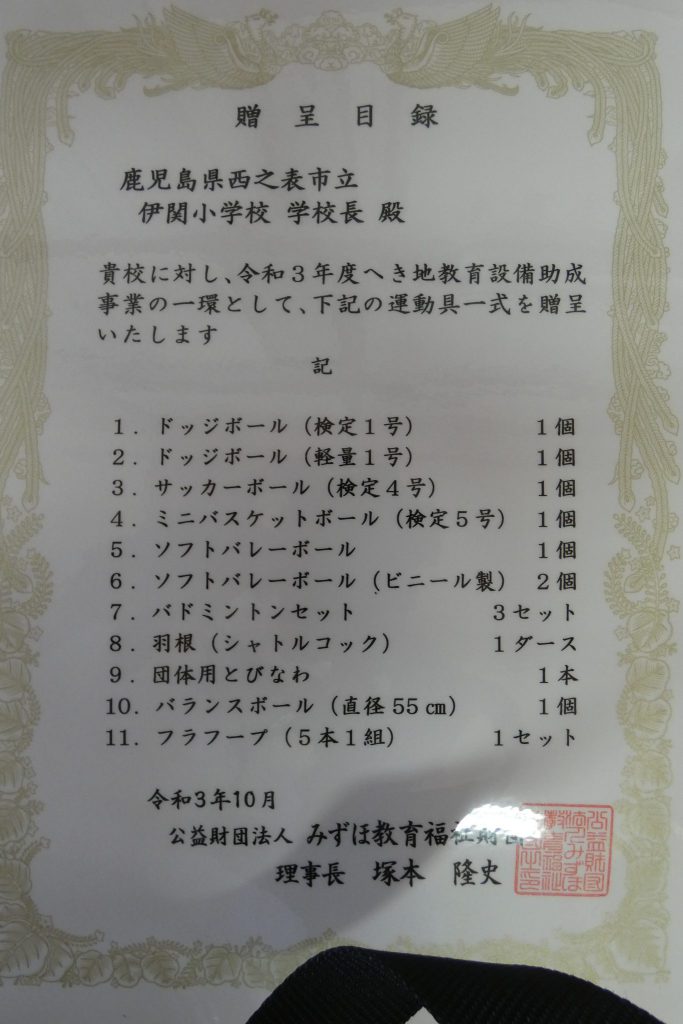 贈呈目録
鹿児島県西之表市立
伊関小学校 学校長 殿
貴校に対し、令和３年度へき地教育設備助成
事業の一環として、下記の運動具一式を贈呈
いたします
記
１．ドッジボール（検定１号） １個
２．ドッジボール（軽量１号） １個
３．サッカーボール（検定４号） １個
４．ミニバスケットボール（検定５号） １個
５．ソフトバレーボール １個
６．ソフトバレーボール（ビニール製） ２個
７．バドミントンセット ３セット
８．羽根（シャトルコック） １ダース
９．団体用とびなわ １本
10．バランスボール（直径 55 ㎝） １個
11．フラフープ（５本１組） １セット
令和3年10月
公益財団法人 みずほ教育福祉財団
理事長 塚本 隆史